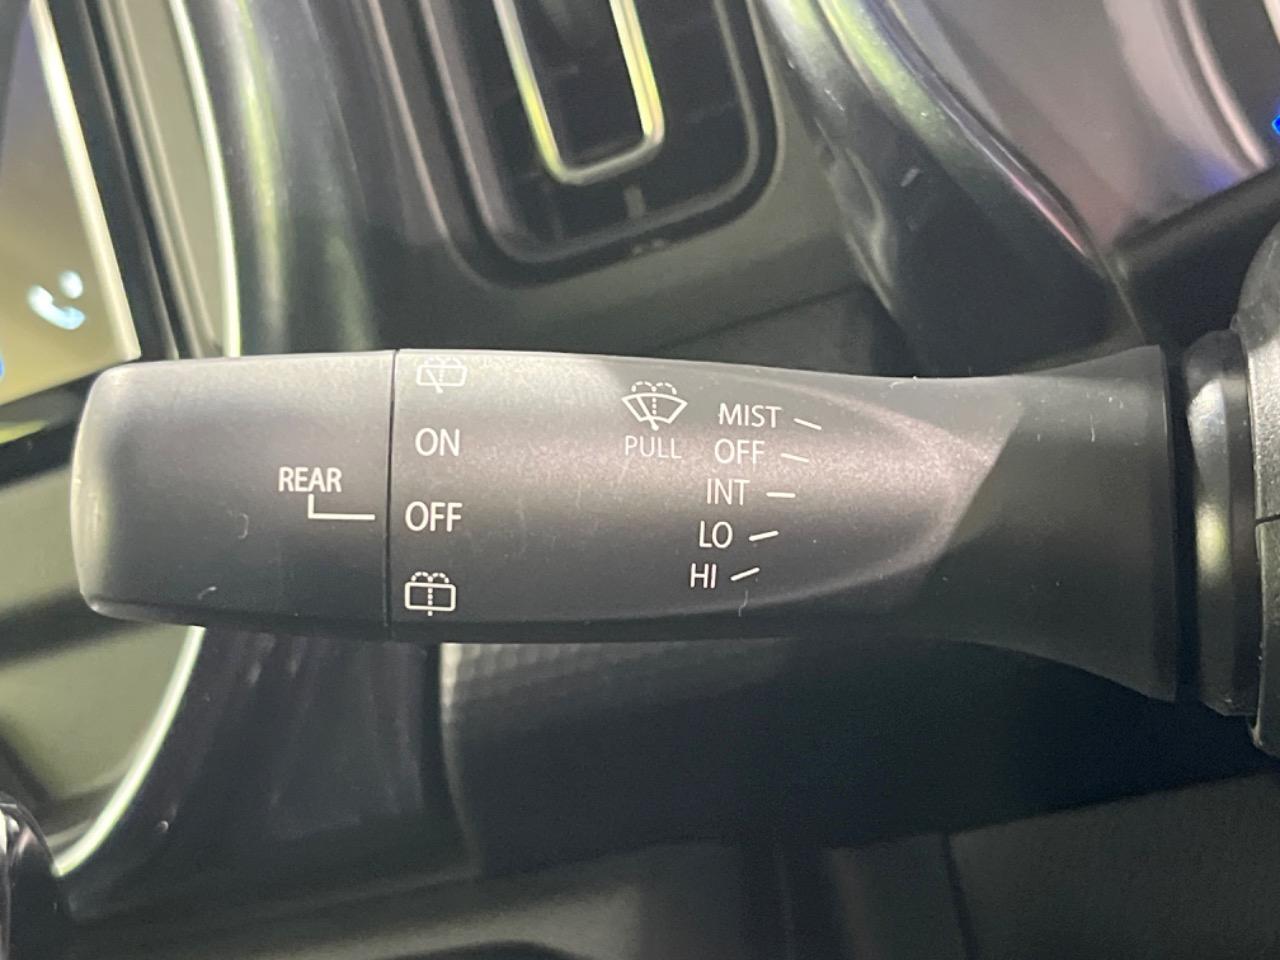 REAR
ON
OFF
PULL
MIST
OFF
INT
LO
HI